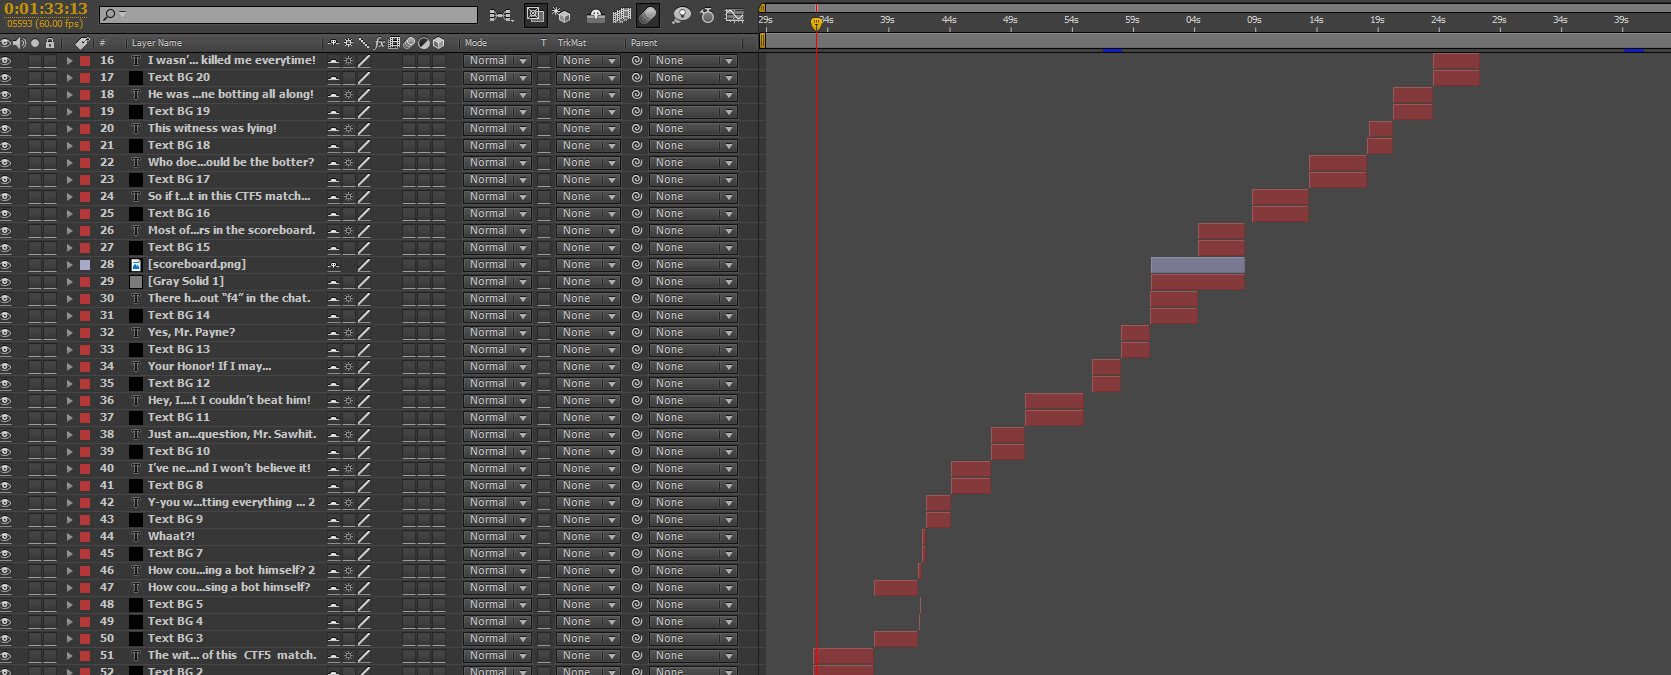 0:01:33:13
05593 (60.00 fps)
29s 34s 39s 44s 49s 54s 59s 04s 09s 14s 19s 24s 29s 34s 39s
# Layer Name fx Mode T TrkMat Parent
16 T I wasn'... killed me everytime! Normal None None
17 Text BG 20 Normal None None
18 T He was ...ne botting all along! Normal None None
19 Text BG 19 Normal None None
20 T This witness was lying! Normal None None
21 Text BG 18 Normal None None
22 T Who doe...ould be the botter? Normal None None
23 Text BG 17 Normal None None
24 T So if t...t in this CTF5 match... Normal None None
25 Text BG 16 Normal None None
26 T Most of...rs in the scoreboard. Normal None None
27 Text BG 15 Normal None None
28 [scoreboard.png] Normal None None
29 [Gray Solid 1] Normal None None
30 T There h...out “f4” in the chat. Normal None None
31 Text BG 14 Normal None None
32 T Yes, Mr. Payne? Normal None None
33 Text BG 13 Normal None None
34 T Your Honor! If I may... Normal None None
35 Text BG 12 Normal None None
36 T Hey, I....t I couldn't beat him! Normal None None
37 Text BG 11 Normal None None
38 T Just an...question, Mr. Sawhit. Normal None None
39 Text BG 10 Normal None None
40 T I've ne...nd I won't believe it! Normal None None
41 Text BG 8 Normal None None
42 T Y-you w...tting everything ... 2 Normal None None
43 Text BG 9 Normal None None
44 T Whaat?! Normal None None
45 Text BG 7 Normal None None
46 T How cou...ing a bot himself? 2 Normal None None
47 T How cou...sing a bot himself? Normal None None
48 Text BG 5 Normal None None
49 Text BG 4 Normal None None
50 Text BG 3 Normal None None
51 T The wit... of this CTF5 match. Normal None None
52 Text BG 2 Normal None None